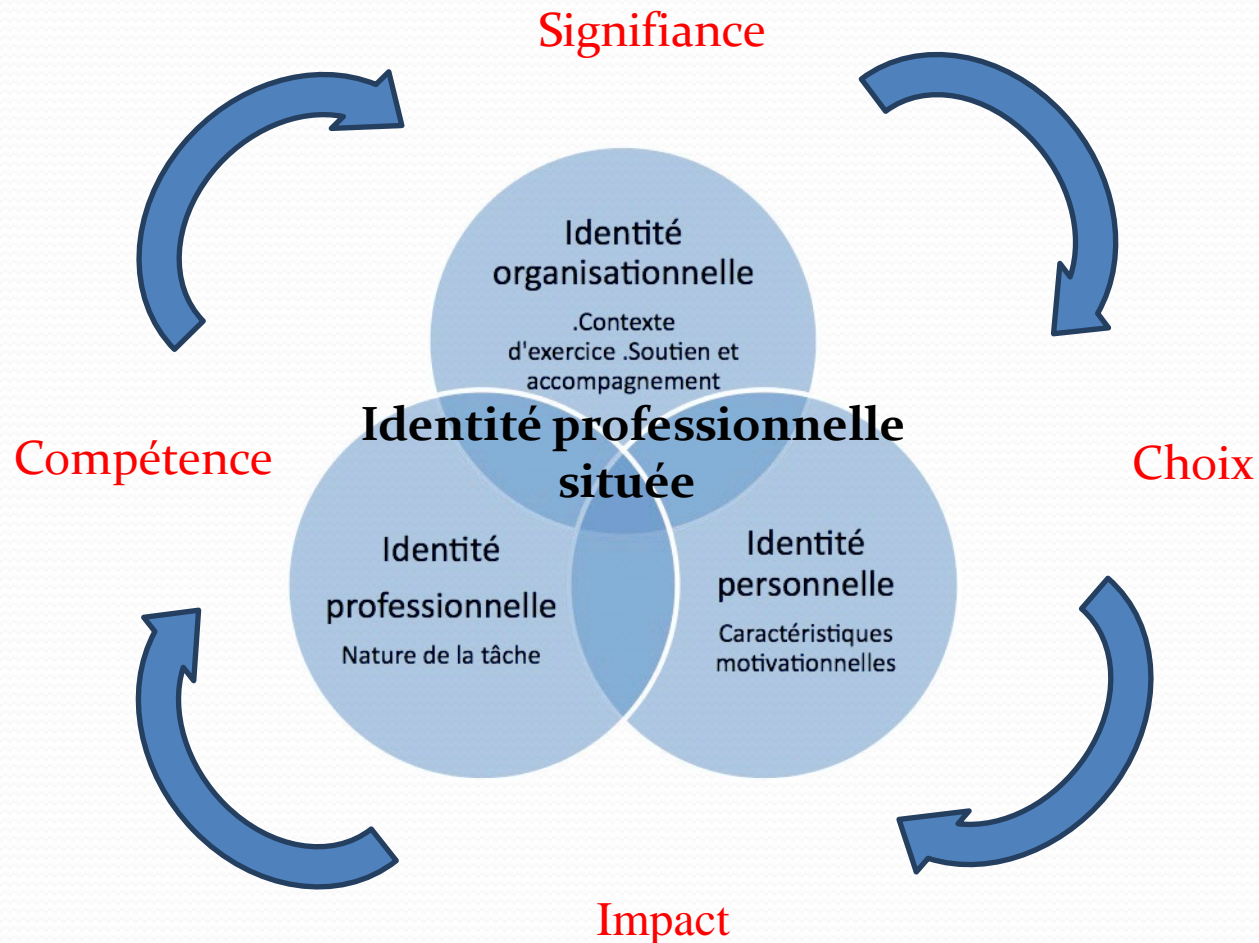 Signifiance
Identité
organisationnelle
.Contexte
d'exercice .Soutien et
accompagnement
Identité professionnelle
située
Compétence
Choix
Identité
professionnelle
Nature de la tâche
Identité
personnelle
Caractéristiques
motivationnelles
Impact